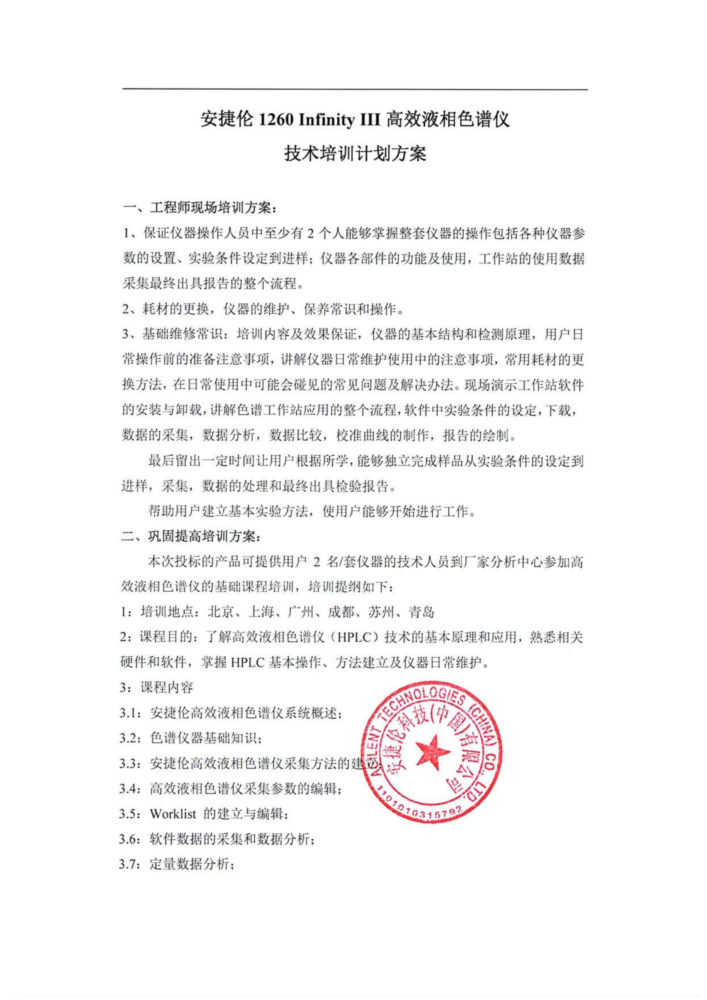 安捷伦 1260 Infinity III 高效液相色谱仪
技术培训计划方案
一、工程师现场培训方案：
1、保证仪器操作人员中至少有 2 个人能够掌握整套仪器的操作包括各种仪器参
数的设置、实验条件设定到进样；仪器各部件的功能及使用，工作站的使用数据
采集最终出具报告的整个流程。
2、耗材的更换，仪器的维护、保养常识和操作。
3、基础维修常识：培训内容及效果保证，仪器的基本结构和检测原理，用户日
常操作前的准备注意事项，讲解仪器日常维护使用中的注意事项，常用耗材的更
换方法，在日常使用中可能会碰见的常见问题及解决办法。现场演示工作站软件
的安装与卸载，讲解色谱工作站应用的整个流程，软件中实验条件的设定，下载，
数据的采集，数据分析，数据比较，校准曲线的制作，报告的绘制。
最后留出一定时间让用户根据所学，能够独立完成样品从实验条件的设定到
进样，采集，数据的处理和最终出具检验报告。
帮助用户建立基本实验方法，使用户能够开始进行工作。
二、巩固提高培训方案：
本次投标的产品可提供用户 2 名/套仪器的技术人员到厂家分析中心参加高
效液相色谱仪的基础课程培训，培训提纲如下：
1：培训地点：北京、上海、广州、成都、苏州、青岛
2：课程目的：了解高效液相色谱仪（HPLC）技术的基本原理和应用，熟悉相关
硬件和软件，掌握 HPLC 基本操作、方法建立及仪器日常维护。
3：课程内容
3.1：安捷伦高效液相色谱仪系统概述；
3.2：色谱仪器基础知识；
3.3：安捷伦高效液相色谱仪采集方法的建立；
3.4：高效液相色谱仪采集参数的编辑；
3.5：Worklist 的建立与编辑；
3.6：软件数据的采集和数据分析；
3.7：定量数据分析；
AGILENT TECHNOLOGIES (CHINA) CO., LTD.
安捷伦科技(中国)有限公司
1101010315792